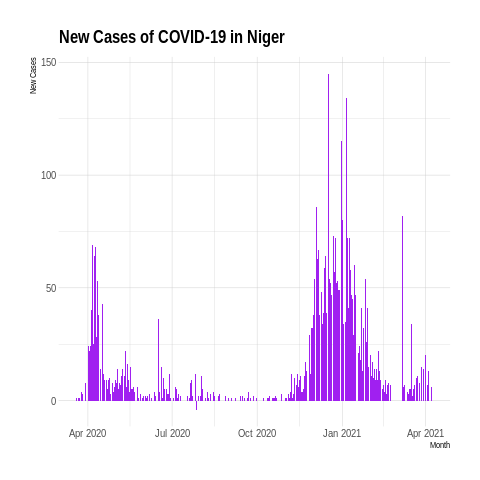 New Cases of COVID-19 in Niger
New Cases
150
100
50
0
Apr 2020 Jul 2020 Oct 2020 Jan 2021 Apr 2021
Month